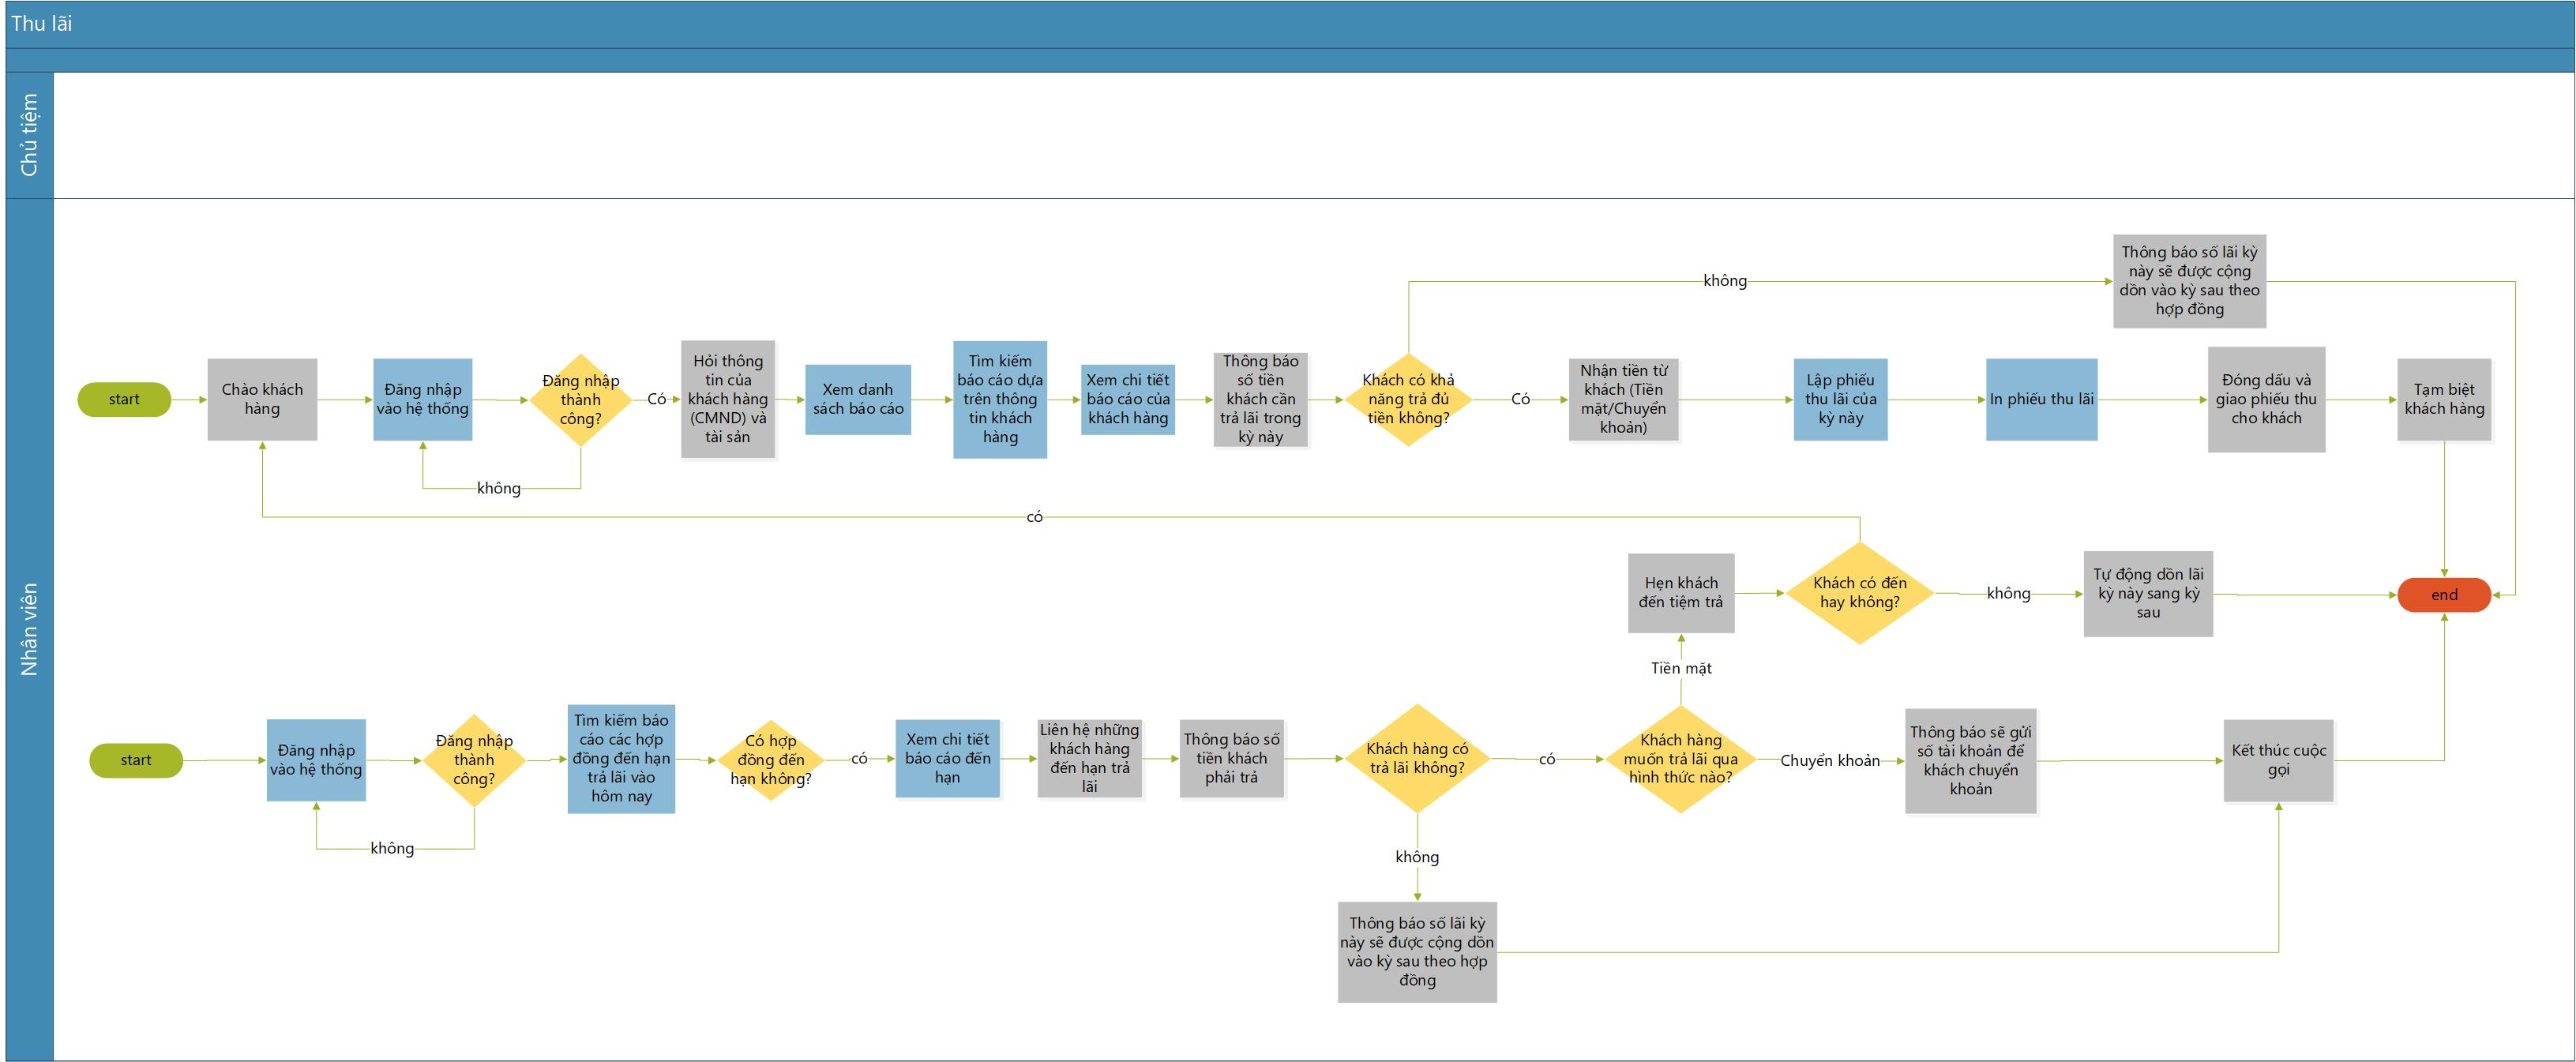 Thu lãi
Chủ tiệm
Nhân viên
start
Chào khách
hàng
Đăng nhập
vào hệ thống
Đăng nhập
thành
công?
Có
không
Hỏi thông
tin của
khách hàng
(CMND) và
tài sản
Xem danh
sách báo cáo
Tìm kiếm
báo cáo dựa
trên thông
tin khách
hàng
Xem chi tiết
báo cáo của
khách hàng
Thông báo
số tiền
khách cần
trả lãi trong
kỳ này
Khách có khả
năng trả đủ
tiền không?
không
Thông báo số lãi kỳ
này sẽ được cộng
dồn vào kỳ sau theo
hợp đồng
Có
Nhận tiền từ
khách (Tiền
mặt/Chuyển
khoản)
Lập phiếu
thu lãi của
kỳ này
In phiếu thu lãi
Đóng dấu và
giao phiếu thu
cho khách
Tạm biệt
khách hàng
có
Hẹn khách
đến tiệm trả
Khách có đến
hay không?
không
Tự động dồn lãi
kỳ này sang kỳ
sau
end
Tiền mặt
start
Đăng nhập
vào hệ thống
Đăng nhập
thành
công?
không
Tìm kiếm báo
cáo các hợp
đồng đến hạn
trả lãi vào
hôm nay
Có hợp
đồng đến
hạn không?
có
Xem chi tiết
báo cáo đến
hạn
Liên hệ những
khách hàng
đến hạn trả
lãi
Thông báo số
tiền khách
phải trả
Khách hàng có
trả lãi không?
có
Khách hàng
muốn trả lãi qua
hình thức nào?
Chuyển khoản
Thông báo sẽ gửi
số tài khoản để
khách chuyển
khoản
Kết thúc cuộc
gọi
không
Thông báo số lãi kỳ
này sẽ được cộng dồn
vào kỳ sau theo hợp
đồng